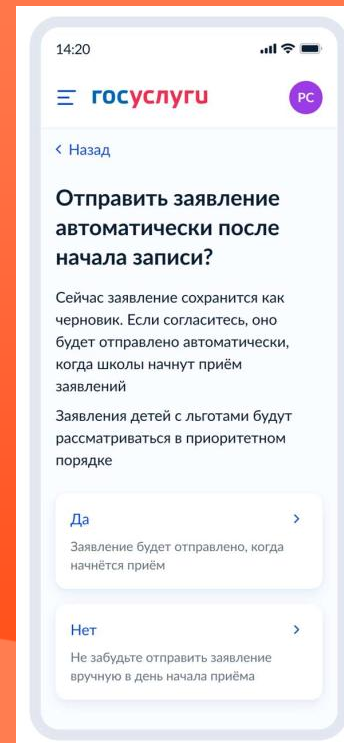 14:20
госуслуги
РС
Назад
Отправить заявление
автоматически после
начала записи?
Сейчас заявление сохранится как
черновик. Если согласитесь, оно
будет отправлено автоматически,
когда школы начнут приём
заявлений
Заявления детей с льготами будут
рассматриваться в приоритетном
порядке
Да
Заявление будет отправлено, когда
начнётся приём
Нет
Не забудьте отправить заявление
вручную в день начала приёма